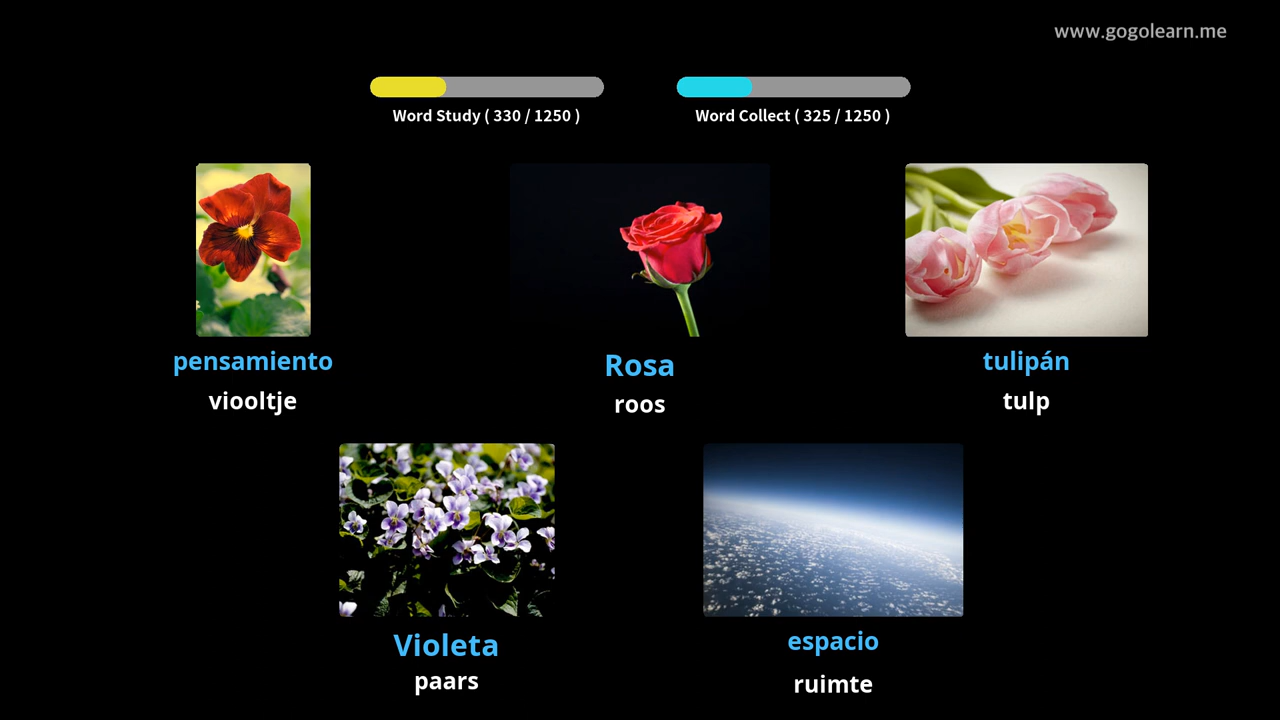 www.gogolearn.me
Word Study ( 330 / 1250 )
Word Collect ( 325 / 1250 )
pensamiento
viooltje
Rosa
roos
tulipán
tulp
Violeta
paars
espacio
ruimte